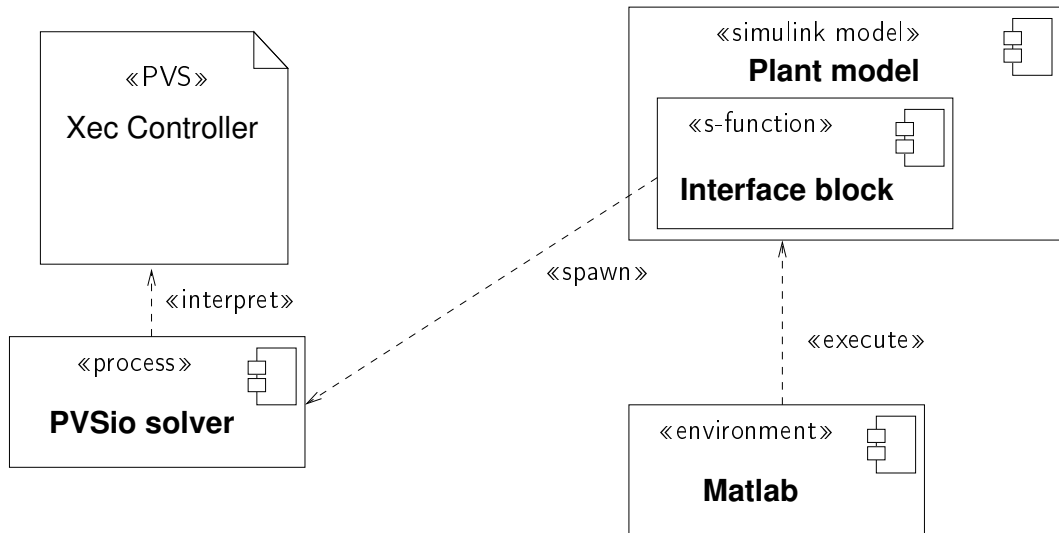 «PVS»
Xec Controller
«simulink model»
Plant model
«s-function»
Interface block
«spawn»
«interpret»
«execute»
«process»
PVSio solver
«environment»
Matlab